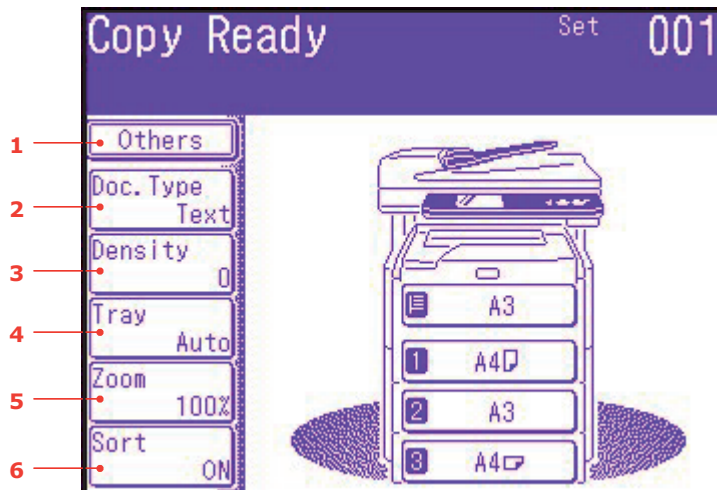 Copy Ready Set 001
1 Others
2 Doc.Type
Text
3 Density
0
4 Tray
Auto
5 Zoom
100%
6 Sort
ON
A3
1 A4
2 A3
3 A4